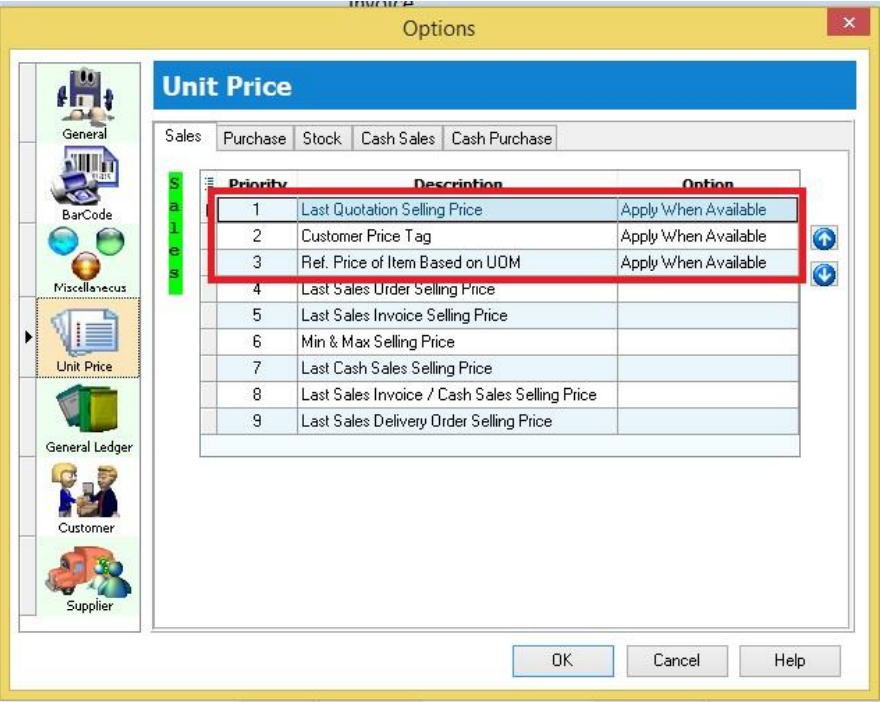 Invoice
Options
General
BarCode
Miscellanecus
Unit Price
General Ledger
Customer
Supplier
Unit Price
Sales Purchase Stock Cash Sales Cash Purchase
Sales
Priority Description Option
1 Last Quotation Selling Price Apply When Available
2 Customer Price Tag Apply When Available
3 Ref. Price of Item Based on UOM Apply When Available
4 Last Sales Order Selling Price
5 Last Sales Invoice Selling Price
6 Min & Max Selling Price
7 Last Cash Sales Selling Price
8 Last Sales Invoice / Cash Sales Selling Price
9 Last Sales Delivery Order Selling Price
OK Cancel Help